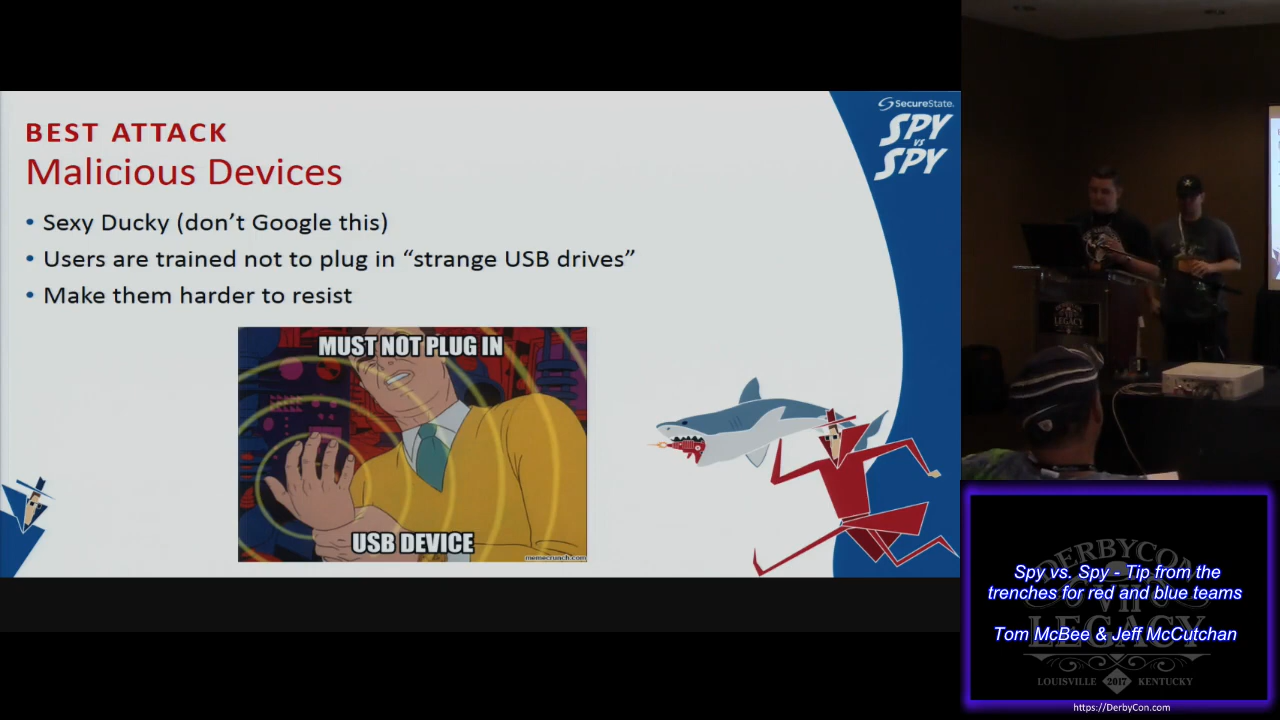 BEST ATTACK
Malicious Devices
• Sexy Ducky (don't Google this)
• Users are trained not to plug in “strange USB drives”
• Make them harder to resist
MUST NOT PLUG IN
USB DEVICE
memecrunch.com
SecureState.
SPY
VS
SPY
LEGACY
DERBYCON
VII
LEGACY
LOUISVILLE 2017 KENTUCKY
Spy vs. Spy - Tip from the
trenches for red and blue teams
Tom McBee & Jeff McCutchan
https://DerbyCon.com